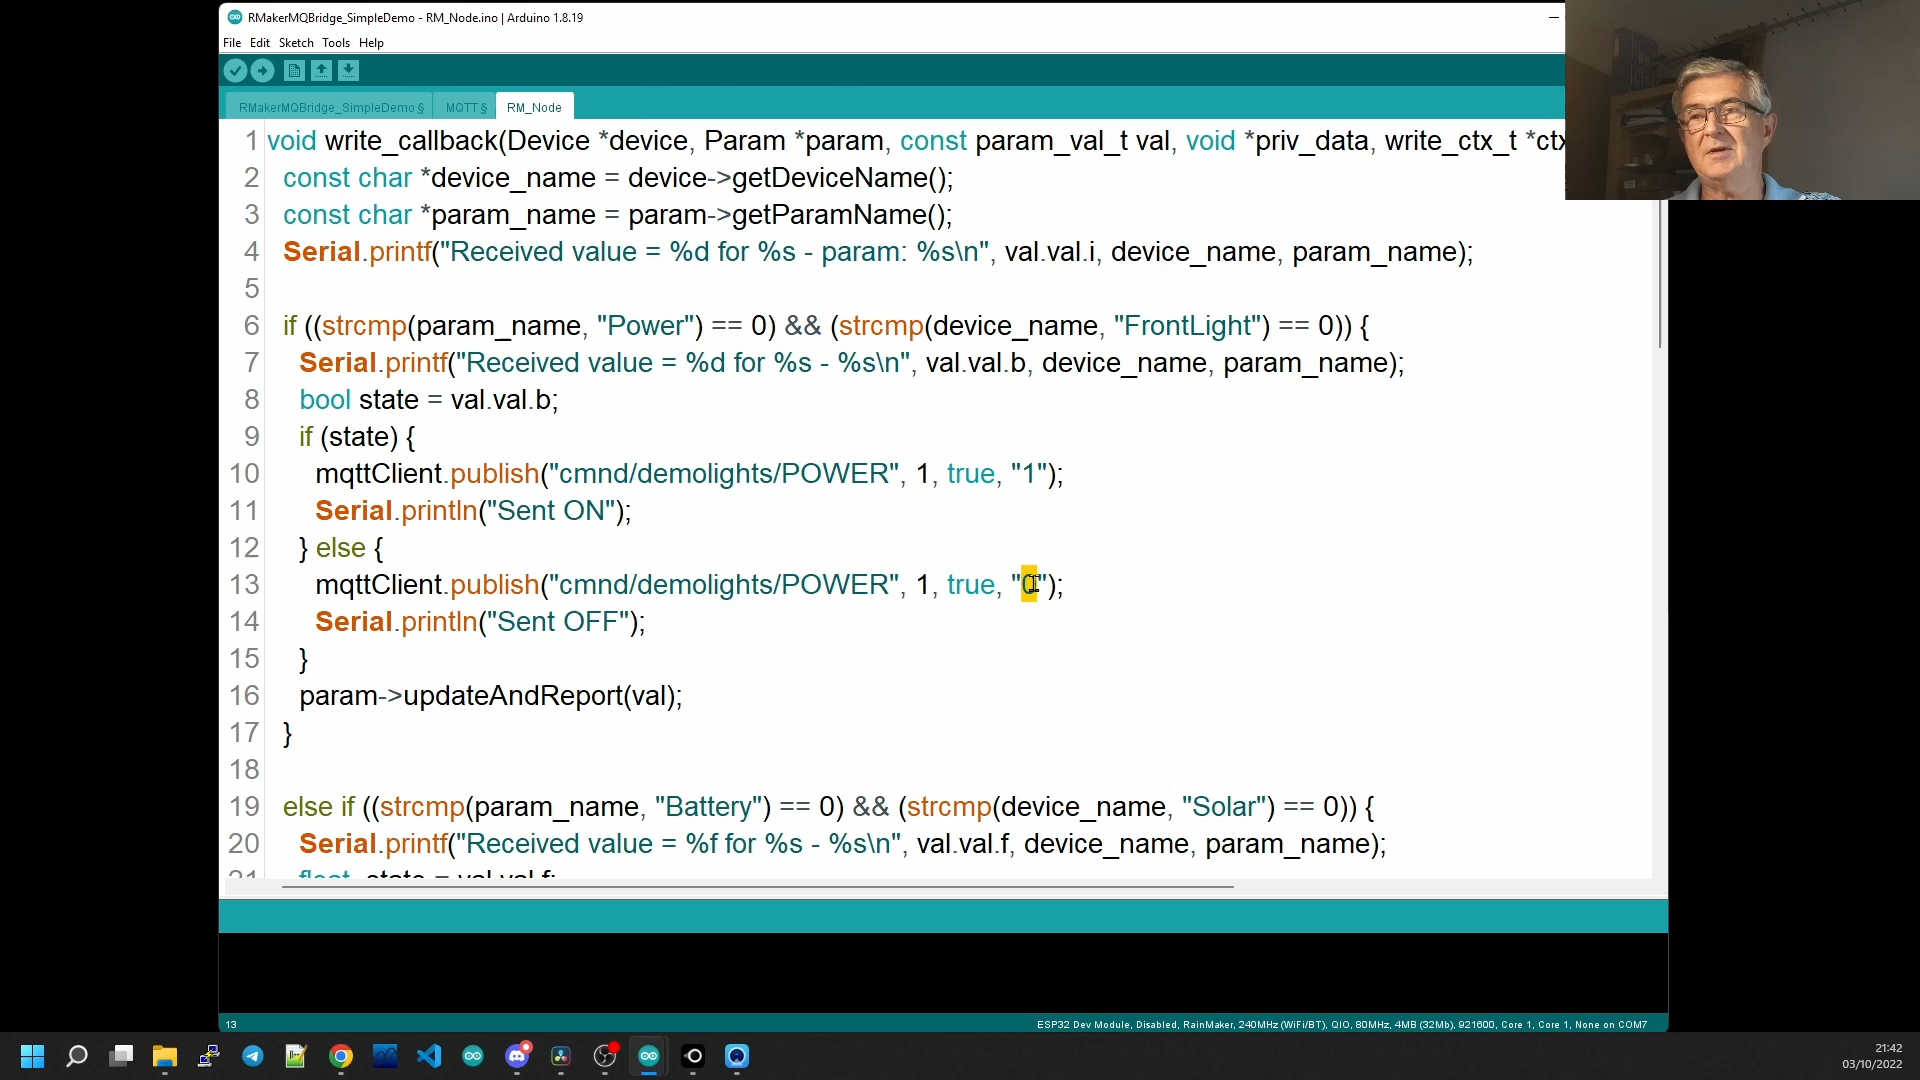 RMakerMQBridge_SimpleDemo - RM_Node.ino | Arduino 1.8.19
File Edit Sketch Tools Help
RMakerMQBridge_SimpleDemo § MQTT § RM_Node
1 void write_callback(Device *device, Param *param, const param_val_t val, void *priv_data, write_ctx_t *ctx
2 const char *device_name = device->getDeviceName();
3 const char *param_name = param->getParamName();
4 Serial.printf("Received value = %d for %s - param: %s\n", val.val.i, device_name, param_name);
5
6 if ((strcmp(param_name, "Power") == 0) && (strcmp(device_name, "FrontLight") == 0)) {
7 Serial.printf("Received value = %d for %s - %s\n", val.val.b, device_name, param_name);
8 bool state = val.val.b;
9 if (state) {
10 mqttClient.publish("cmnd/demolights/POWER", 1, true, "1");
11 Serial.println("Sent ON");
12 } else {
13 mqttClient.publish("cmnd/demolights/POWER", 1, true, "0");
14 Serial.println("Sent OFF");
15 }
16 param->updateAndReport(val);
17 }
18
19 else if ((strcmp(param_name, "Battery") == 0) && (strcmp(device_name, "Solar") == 0)) {
20 Serial.printf("Received value = %f for %s - %s\n", val.val.f, device_name, param_name);
21 float state = val.val.f;
13 ESP32 Dev Module, Disabled, RainMaker, 240MHz (WiFi/BT), QIO, 80MHz, 4MB (32Mb), 921600, Core 1, Core 1, None on COM7
21:42
03/10/2022